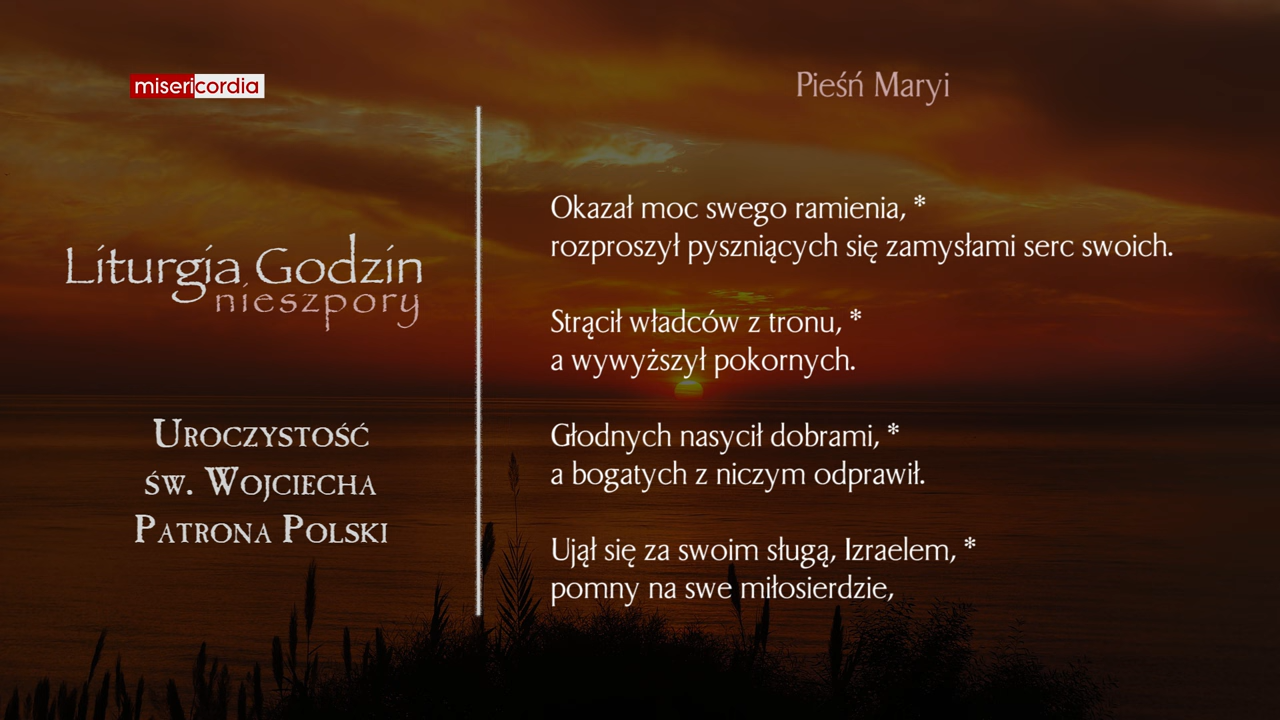 misericordia
Liturgia Godzin
nieszpory
Uroczystość
św. Wojciecha
Patrona Polski
Pieśń Maryi
Okazał moc swego ramienia, *
rozproszył pyszniących się zamysłami serc swoich.
Strącił władców z tronu, *
a wywyższył pokornych.
Głodnych nasycił dobrami, *
a bogatych z niczym odprawił.
Ujął się za swoim sługą, Izraelem, *
pomny na swe miłosierdzie,